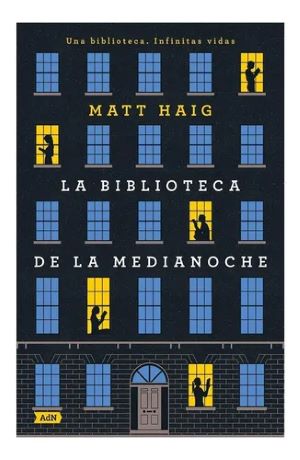 Una biblioteca. Infinitas vidas
MATT HAIG
LA BIBLIOTECA
DE LA MEDIANOCHE
AdN